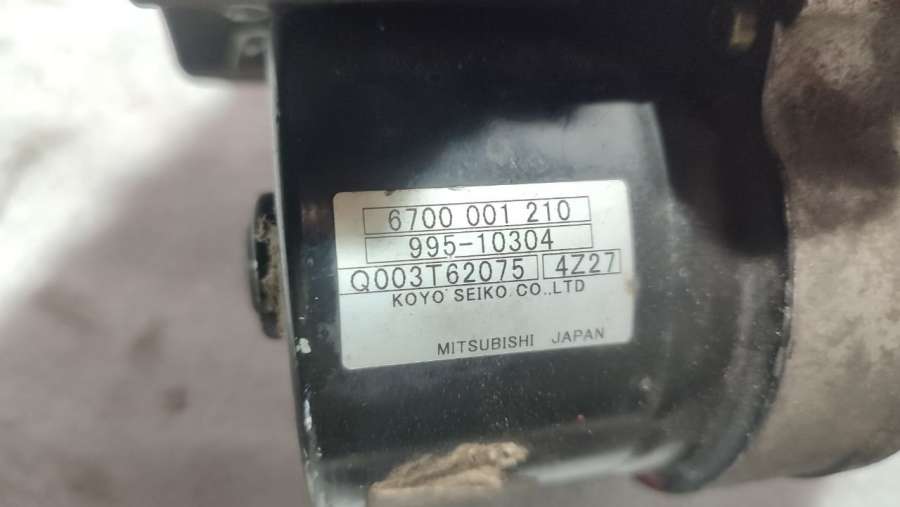 6700 001 210
995-10304
Q003T62075 4Z27
KOYO SEIKO CO.,LTD
MITSUBISHI JAPAN